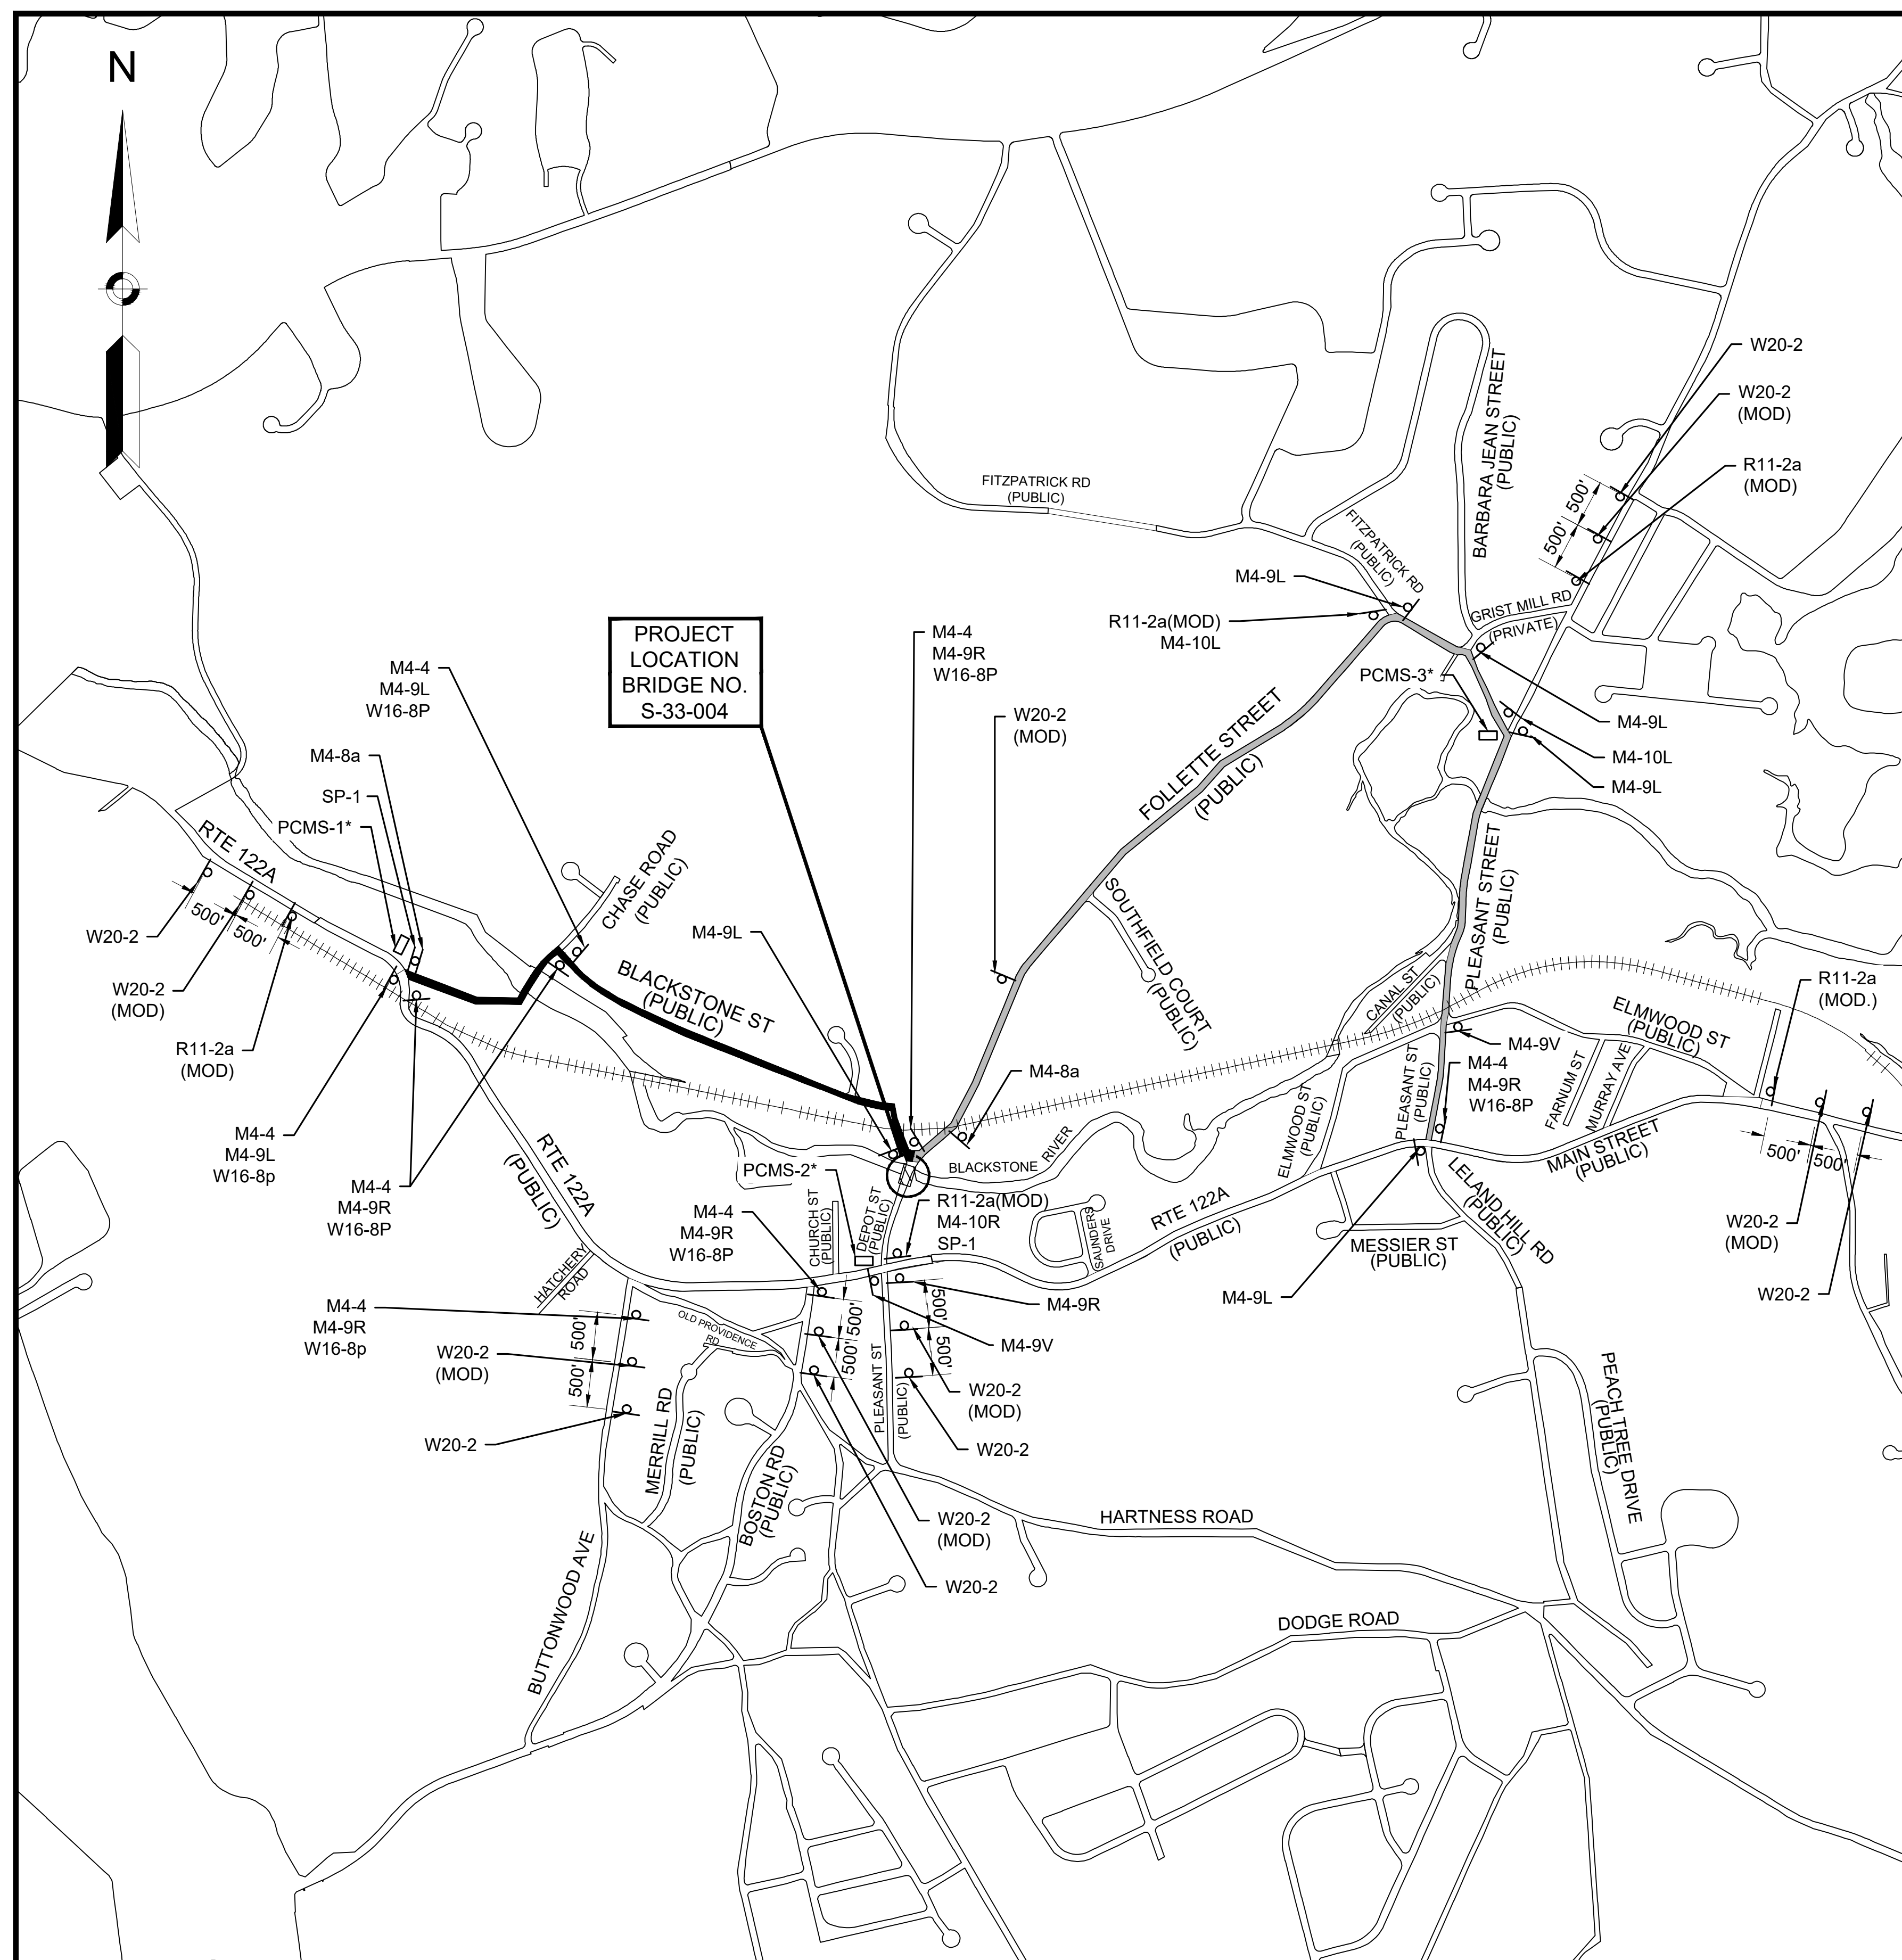 N
W20-2
W20-2
(MOD)
R11-2a
(MOD)
500'
500'
BARBARA JEAN STREET
(PUBLIC)
FITZPATRICK RD
(PUBLIC)
FITZPATRICK RD
(PUBLIC)
GRIST MILL RD
(PRIVATE)
M4-9L
R11-2a(MOD)
M4-10L
PCMS-3*
M4-9L
M4-10L
M4-9L
PROJECT
LOCATION
BRIDGE NO.
S-33-004
M4-4
M4-9R
W16-8P
W20-2
(MOD)
FOLLETTE STREET
(PUBLIC)
M4-4
M4-9L
W16-8P
M4-8a
SP-1
PCMS-1*
RTE 122A
500'
500'
W20-2
W20-2
(MOD)
R11-2a
(MOD)
CHASE ROAD
(PUBLIC)
M4-9L
BLACKSTONE ST
(PUBLIC)
SOUTHFIELD COURT
(PUBLIC)
PLEASANT STREET
(PUBLIC)
CANAL ST
(PUBLIC)
R11-2a
(MOD.)
ELMWOOD ST
(PUBLIC)
M4-9V
M4-4
M4-9R
W16-8P
FARNUM ST
MURRAY AVE
PLEASANT ST
(PUBLIC)
ELMWOOD ST
(PUBLIC)
MAIN STREET
(PUBLIC)
500'
500'
M4-8a
M4-4
M4-9L
W16-8p
M4-4
M4-9R
W16-8P
RTE 122A
(PUBLIC)
PCMS-2*
BLACKSTONE
RIVER
CHURCH ST
(PUBLIC)
DEPOT ST
(PUBLIC)
R11-2a(MOD)
M4-10R
SP-1
M4-4
M4-9R
W16-8P
SAUNDERS
DRIVE
RTE 122A
(PUBLIC)
LELAND HILL RD
(PUBLIC)
MESSIER ST
(PUBLIC)
W20-2
(MOD)
W20-2
M4-9L
HATCHERY
ROAD
M4-4
M4-9R
W16-8p
OLD PROVIDENCE
RD
500'
500'
500'
500'
500'
500'
M4-9R
M4-9V
W20-2
(MOD)
W20-2
W20-2
(MOD)
W20-2
MERRILL RD
(PUBLIC)
PLEASANT ST
(PUBLIC)
BOSTON RD
(PUBLIC)
PEACH TREE DRIVE
(PUBLIC)
W20-2
(MOD)
W20-2
HARTNESS ROAD
BUTTONWOOD AVE
DODGE ROAD